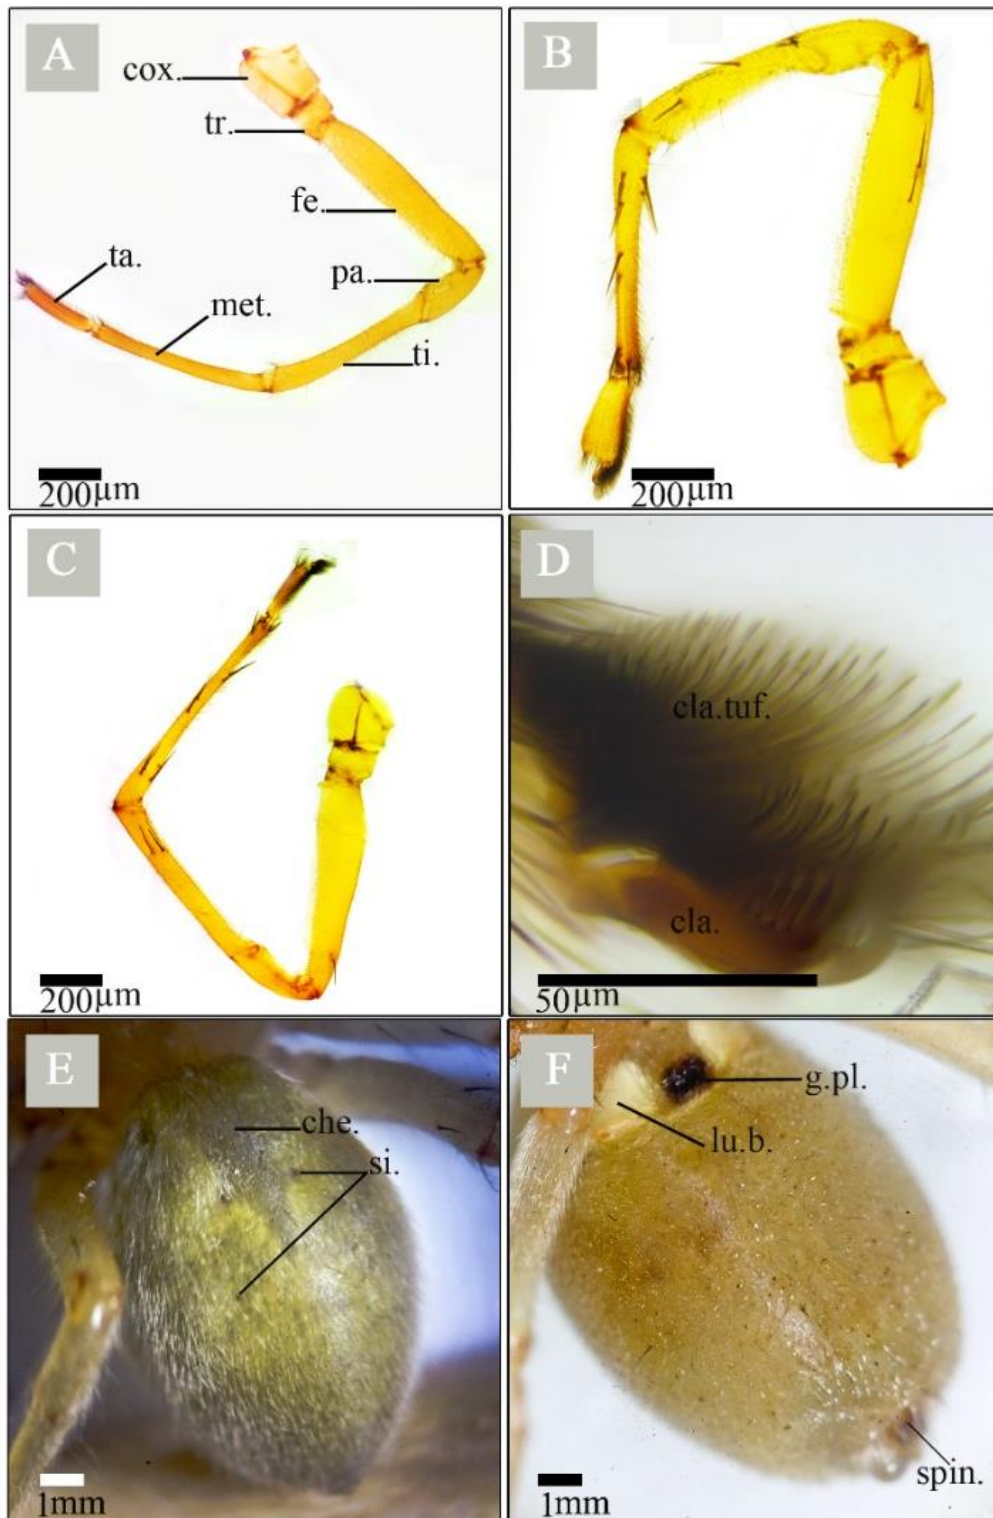 A
cox.
tr.
fe.
ta.
pa.
met.
ti.
200µm
B
200µm
C
200µm
D
cla.tuf.
cla.
50µm
E
che.
si.
1mm
F
g.pl.
lu.b.
spin.
1mm